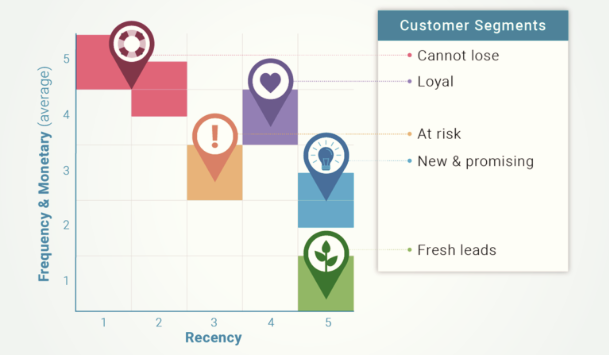 Customer Segments
Cannot lose
Loyal
At risk
New & promising
Fresh leads
Frequency & Monetary (average)
5
4
3
2
1
1 2 3 4 5
Recency